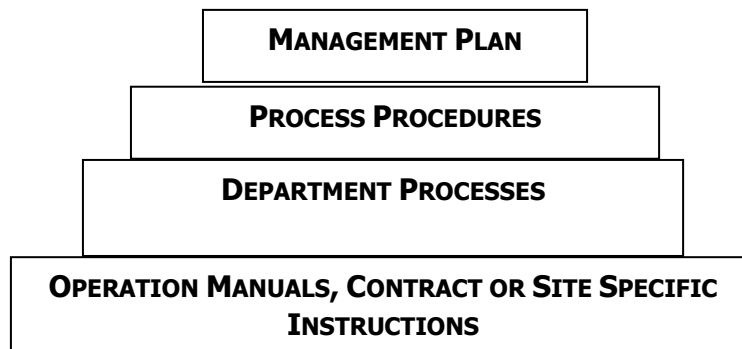 MANAGEMENT PLAN
PROCESS PROCEDURES
DEPARTMENT PROCESSES
OPERATION MANUALS, CONTRACT OR SITE SPECIFIC
INSTRUCTIONS